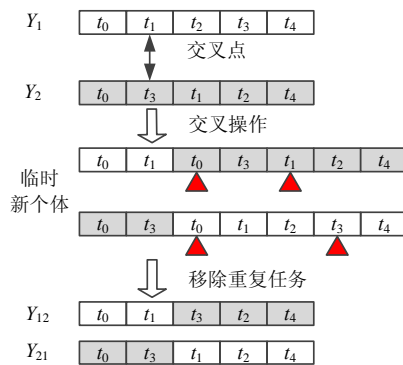 Y1 t0 t1 t2 t3 t4
交叉点
Y2 t0 t3 t1 t2 t4
交叉操作
t0 t1 t0 t3 t1 t2 t4
临时
新个体
t0 t3 t0 t1 t2 t3 t4
移除重复任务
Y12 t0 t1 t3 t2 t4
Y21 t0 t3 t1 t2 t4